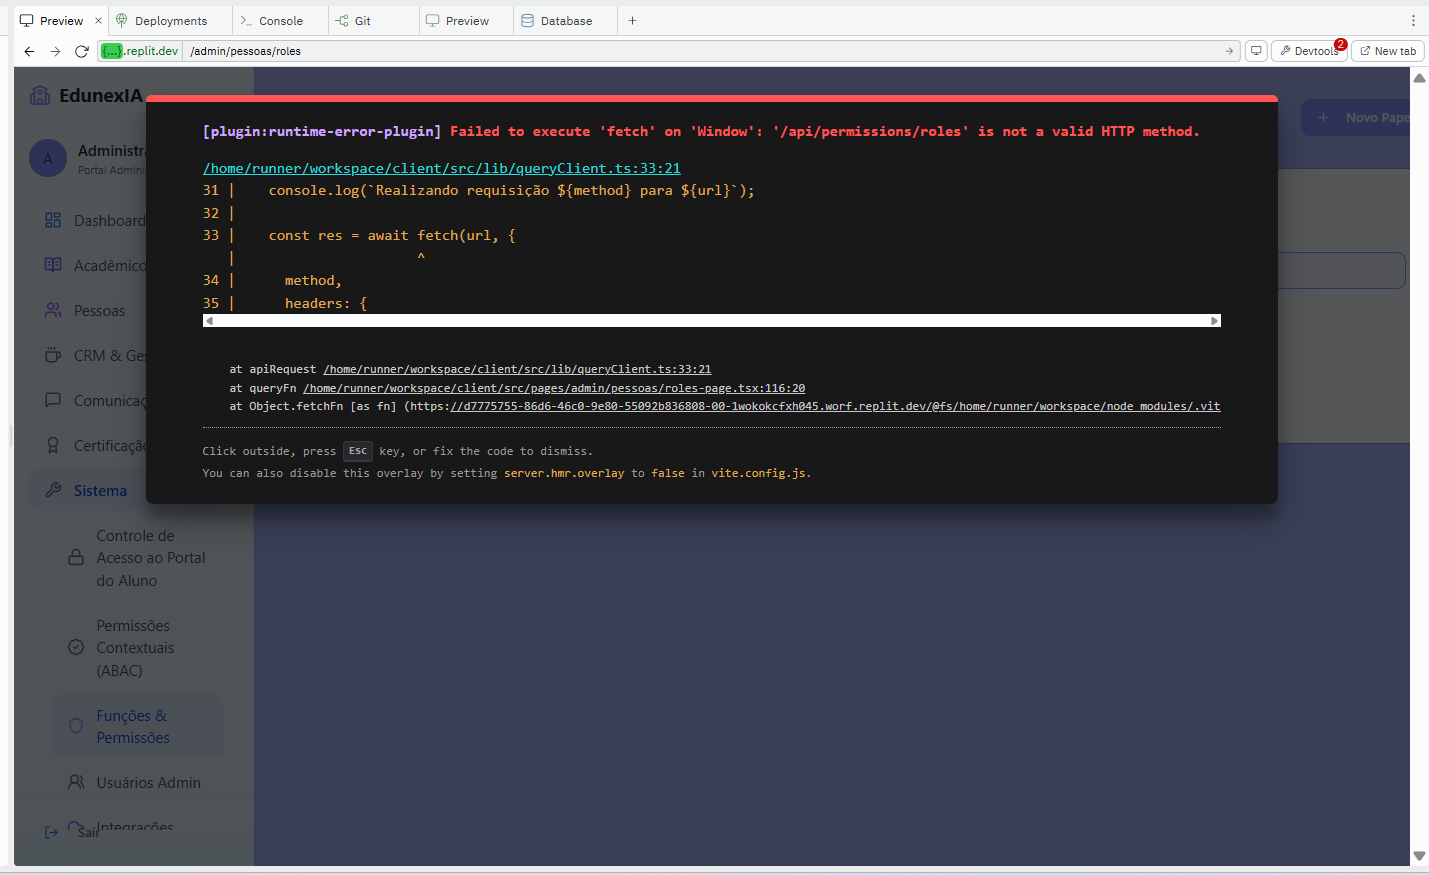 Preview
Deployments
Console
Git
Preview
Database
{...}.replit.dev /admin/pessoas/roles
Devtools 2
New tab
EdunexIA
[plugin:runtime-error-plugin] Failed to execute 'fetch' on 'Window': '/api/permissions/roles' is not a valid HTTP method.
/home/runner/workspace/client/src/lib/queryClient.ts:33:21
31 | console.log(`Realizando requisição ${method} para ${url}`);
32 |
33 | const res = await fetch(url, {
| ^
34 | method,
35 | headers: {
at apiRequest /home/runner/workspace/client/src/lib/queryClient.ts:33:21
at queryFn /home/runner/workspace/client/src/pages/admin/pessoas/roles-page.tsx:116:20
at Object.fetchFn [as fn] (https://d7775755-86d6-46c0-9e80-55092b836808-00-1wokokcfxh045.worf.replit.dev/@fs/home/runner/workspace/node_modules/.vit
Click outside, press Esc key, or fix the code to dismiss.
You can also disable this overlay by setting server.hmr.overlay to false in vite.config.js.
+ Novo Pape
A
Administra
Portal Adminis
Dashboard
Acadêmico
Pessoas
CRM & Ges
Comunicaç
Certificação
Sistema
Controle de
Acesso ao Portal
do Aluno
Permissões
Contextuais
(ABAC)
Funções &
Permissões
Usuários Admin
Integrações
Sair